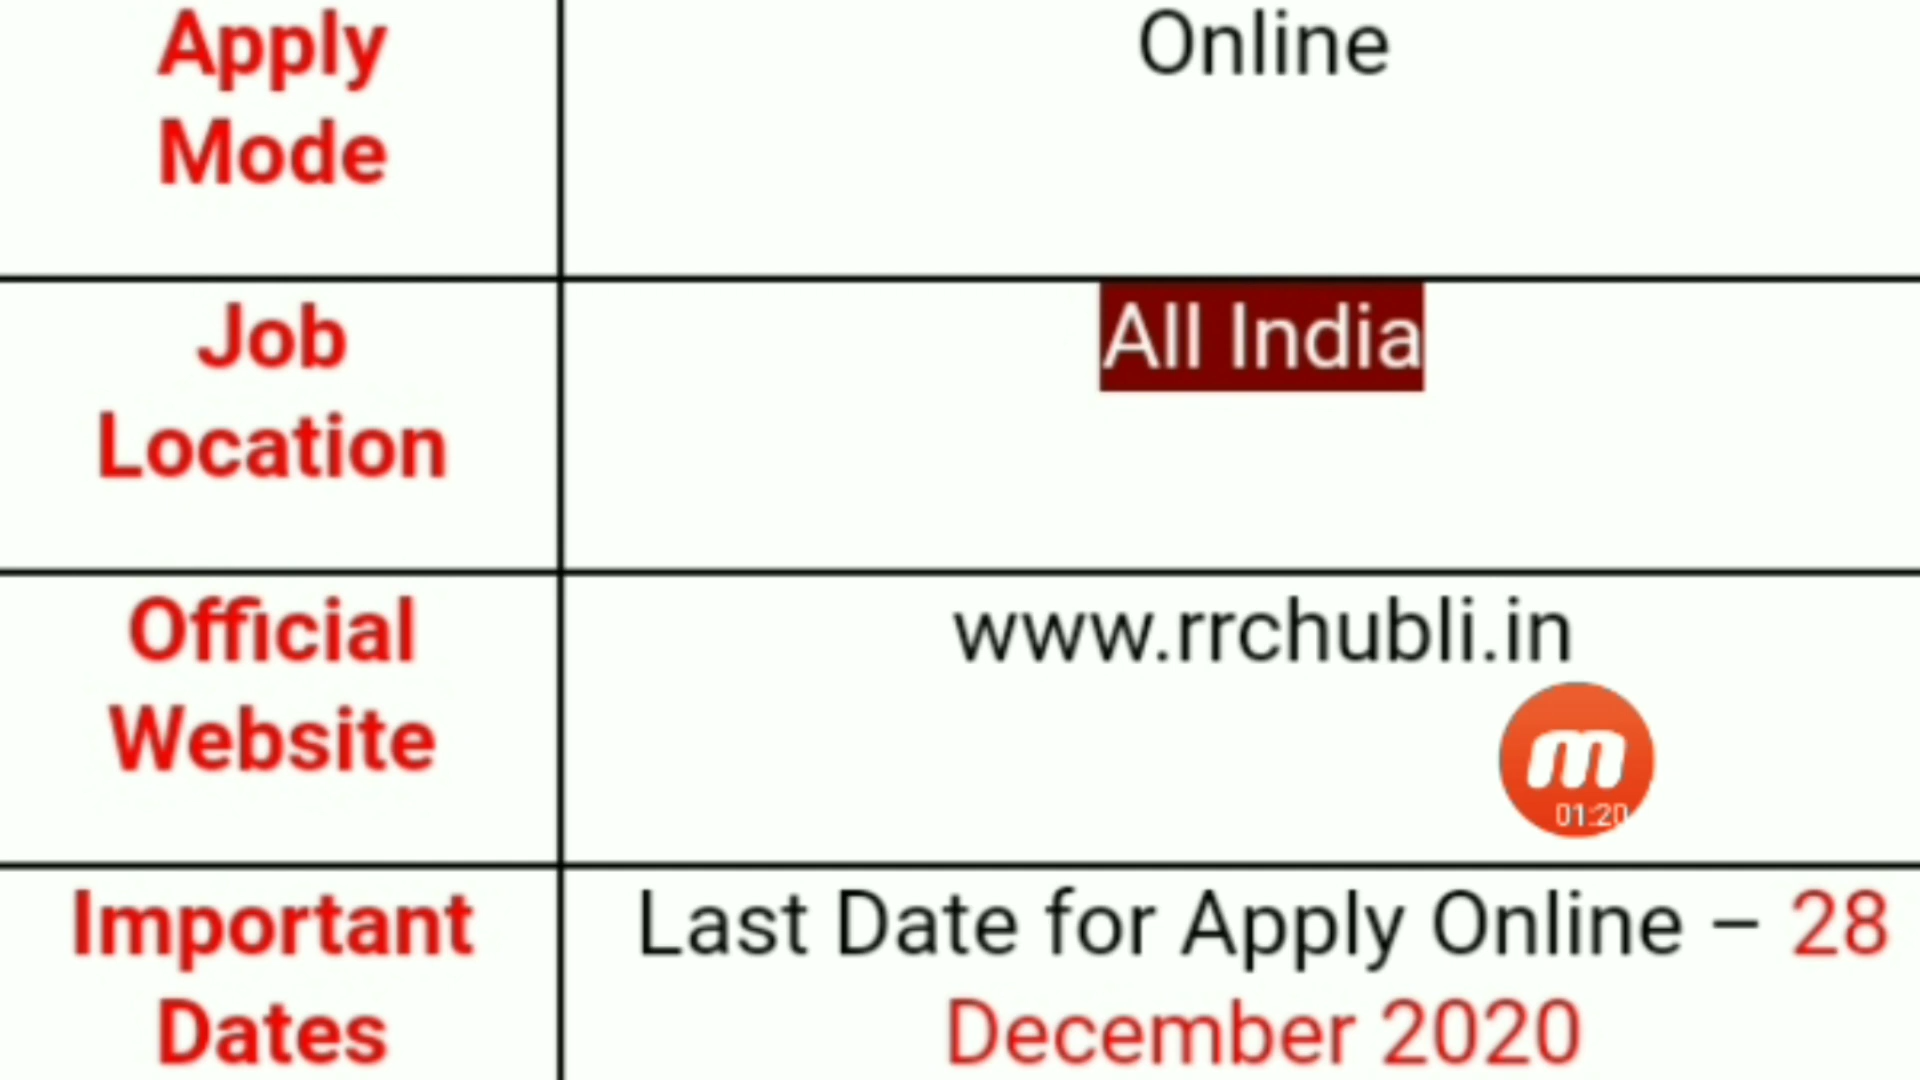 Apply
Mode
Online
Job
Location
All India
Official
Website
www.rrchubli.in
m
01:20
Important
Dates
Last Date for Apply Online – 28
December 2020